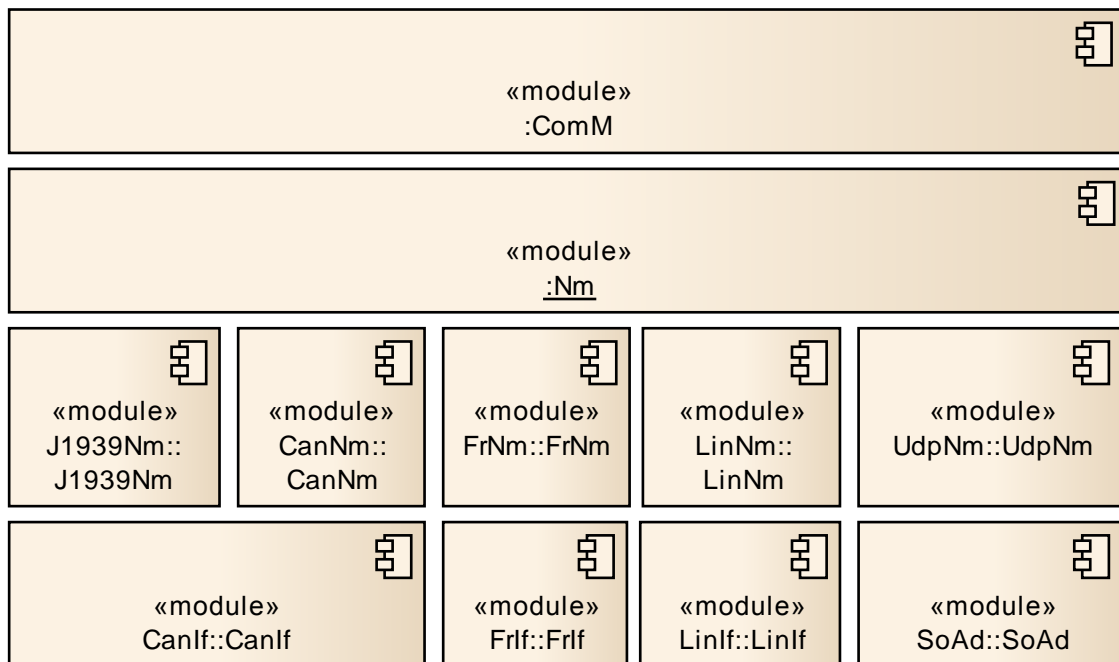 «module»
:ComM
«module»
:Nm
«module»
J1939Nm::
J1939Nm
«module»
CanNm::
CanNm
«module»
FrNm::FrNm
«module»
LinNm::
LinNm
«module»
UdpNm::UdpNm
«module»
CanIf::CanIf
«module»
FrIf::FrIf
«module»
LinIf::LinIf
«module»
SoAd::SoAd